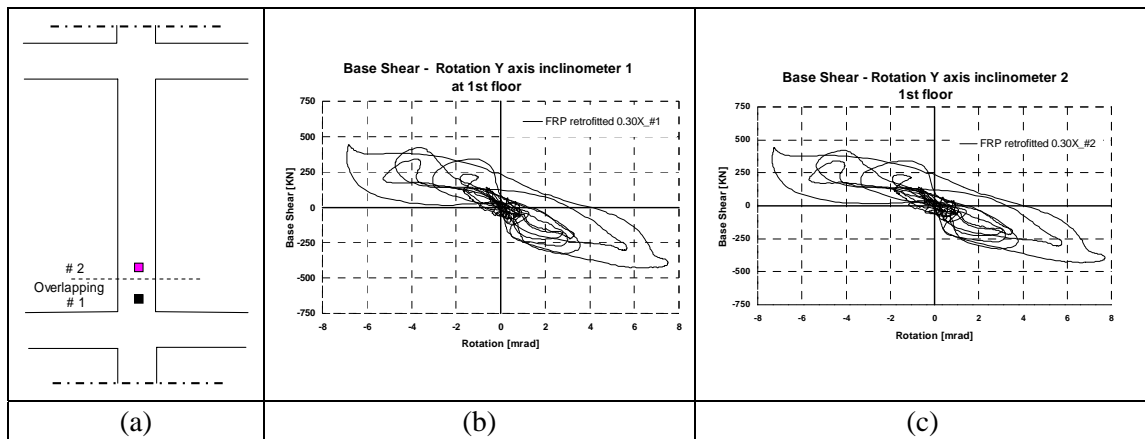 # 2
Overlapping
# 1
(a)
Base Shear - Rotation Y axis inclinometer 1
at 1st floor
FRP retrofitted 0.30X_#1
Base Shear [KN]
750
500
250
0
-250
-500
-750
-8 -6 -4 -2 0 2 4 6 8
Rotation [mrad]
(b)
Base Shear - Rotation Y axis inclinometer 2
1st floor
FRP retrofitted 0.30X_#2
Base Shear [KN]
750
500
250
0
-250
-500
-750
-8 -6 -4 -2 0 2 4 6 8
Rotation [mrad]
(c)